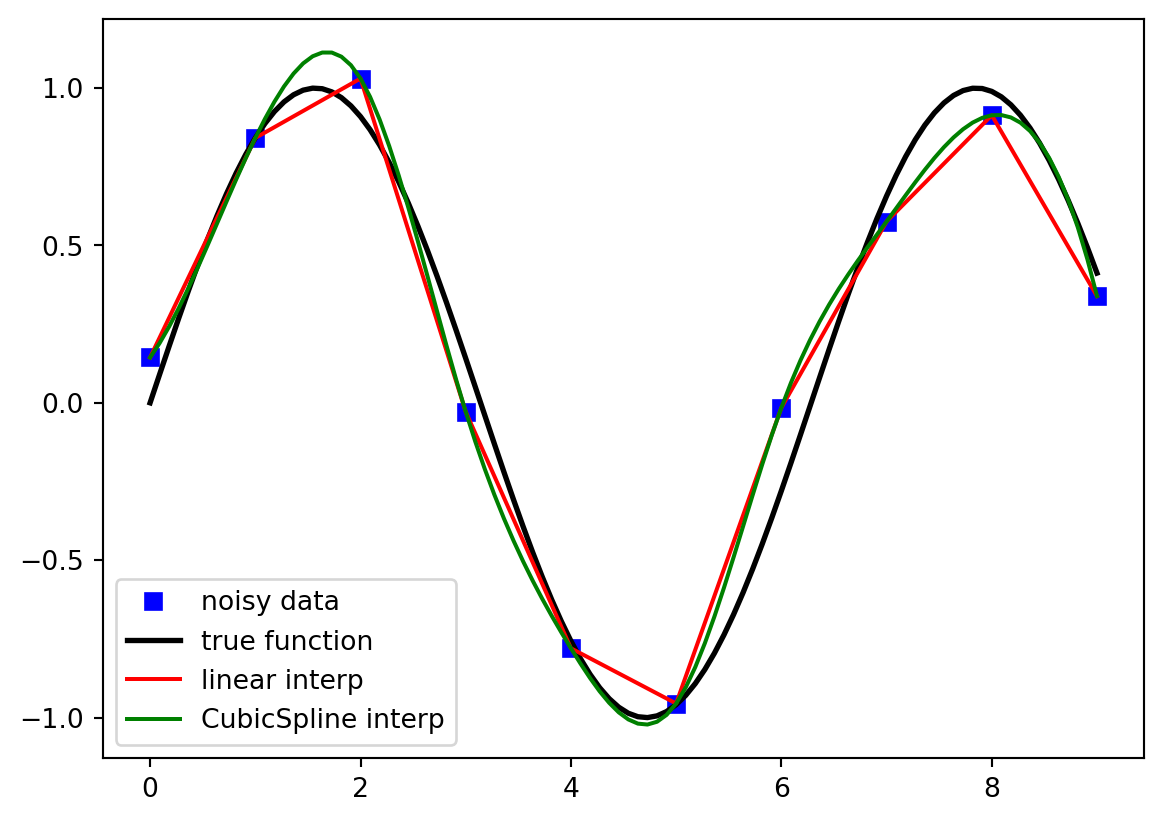 1.0
0.5
0.0
−0.5
−1.0
noisy data
true function
linear interp
CubicSpline interp
0 2 4 6 8